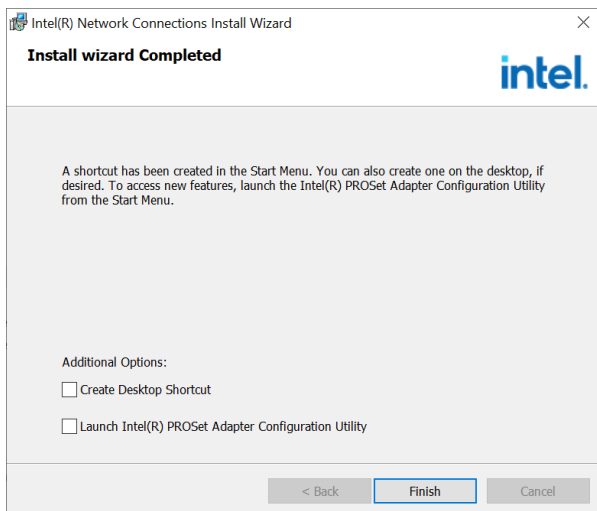 Intel(R) Network Connections Install Wizard
Install wizard Completed
intel.
A shortcut has been created in the Start Menu. You can also create one on the desktop, if
desired. To access new features, launch the Intel(R) PROSet Adapter Configuration Utility
from the Start Menu.
Additional Options:
Create Desktop Shortcut
Launch Intel(R) PROSet Adapter Configuration Utility
< Back Finish Cancel